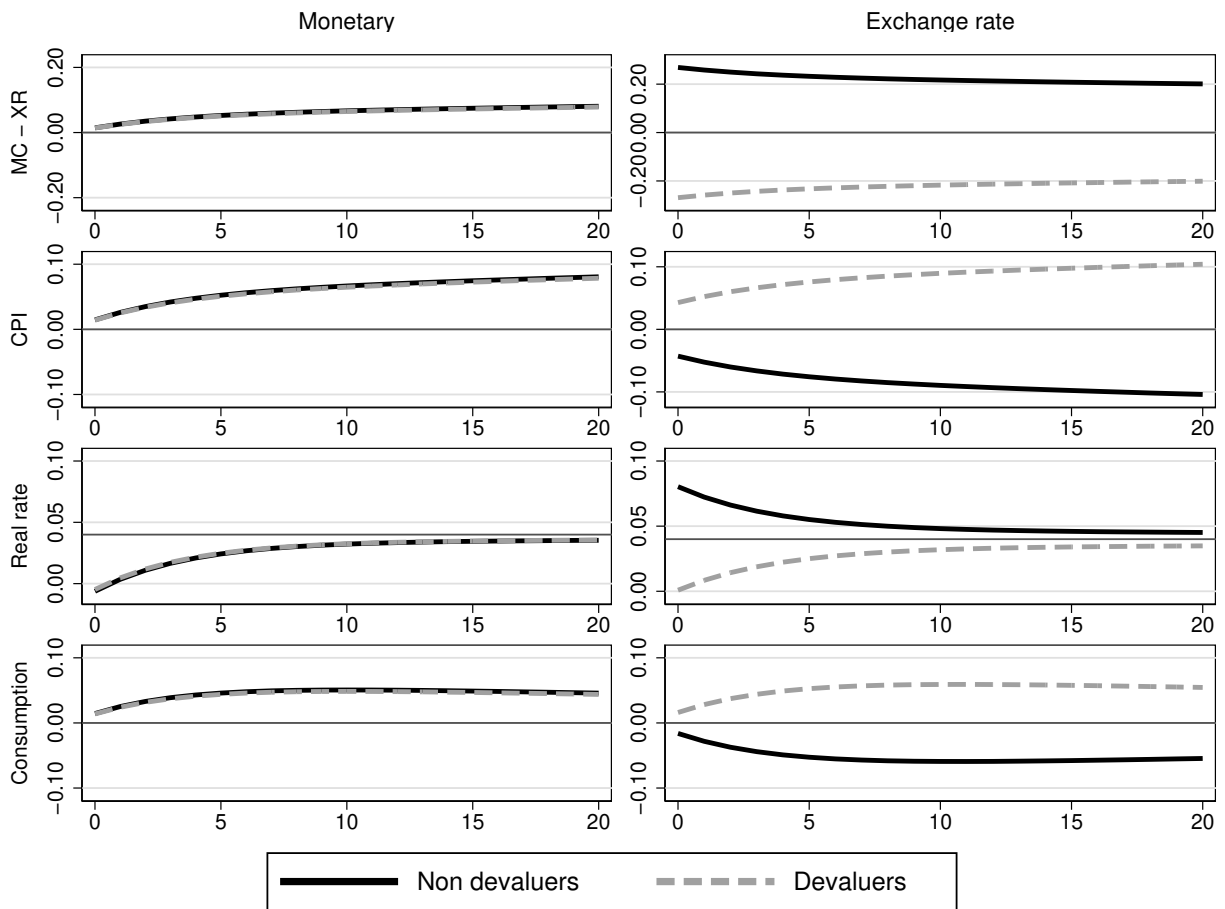 Monetary
Exchange rate
MC − XR
−0.20 0.00 0.20
0 5 10 15 20
−0.20 0.00 0.20
0 5 10 15 20
CPI
−0.10 0.00 0.10
0 5 10 15 20
−0.10 0.00 0.10
0 5 10 15 20
Real rate
0.00 0.05 0.10
0 5 10 15 20
0.00 0.05 0.10
0 5 10 15 20
Consumption
−0.10 0.00 0.10
0 5 10 15 20
−0.10 0.00 0.10
0 5 10 15 20
Non devaluers Devaluers